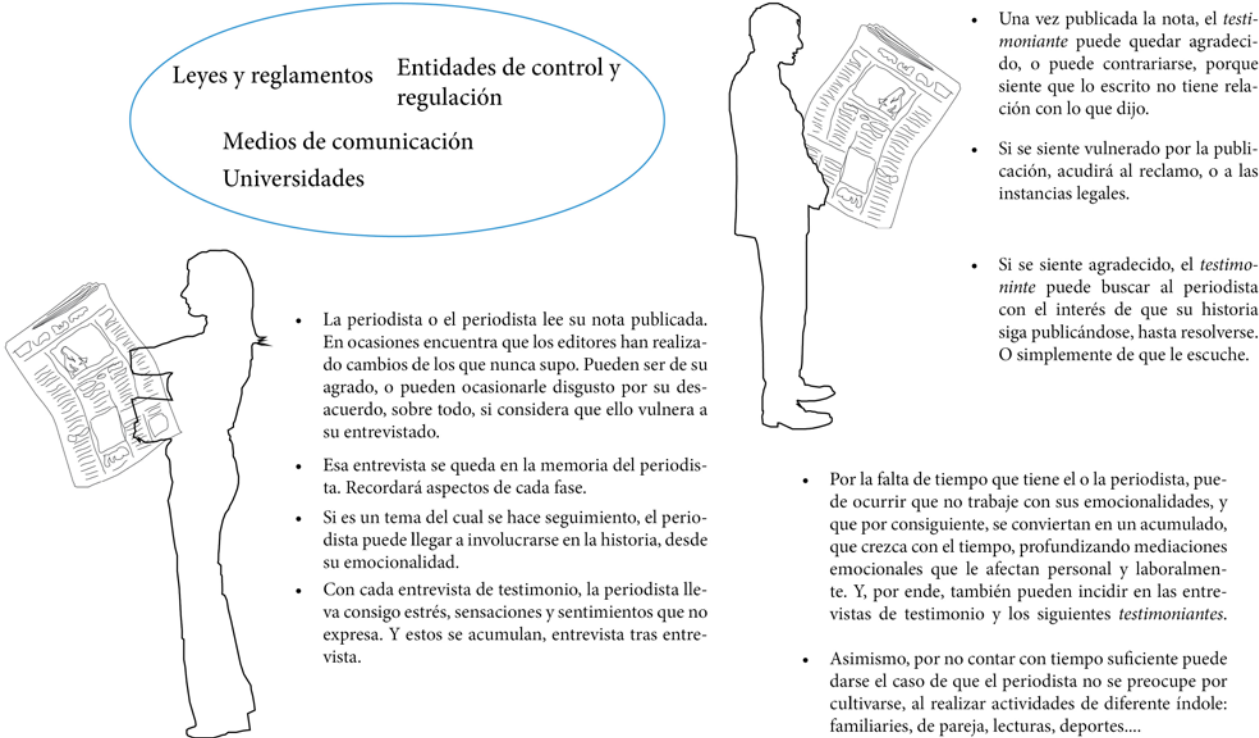 Leyes y reglamentos
Entidades de control y
regulación
Medios de comunicación
Universidades
• Una vez publicada la nota, el testi-
moniante puede quedar agradeci-
do, o puede contrariarse, porque
siente que lo escrito no tiene rela-
ción con lo que dijo.
• Si se siente vulnerado por la publi-
cación, acudirá al reclamo, o a las
instancias legales.
• Si se siente agradecido, el testimo-
ninte puede buscar al periodista
con el interés de que su historia
siga publicándose, hasta resolverse.
O simplemente de que le escuche.
• La periodista o el periodista lee su nota publicada.
En ocasiones encuentra que los editores han realiza-
do cambios de los que nunca supo. Pueden ser de su
agrado, o pueden ocasionarle disgusto por su des-
acuerdo, sobre todo, si considera que ello vulnera a
su entrevistado.
• Esa entrevista se queda en la memoria del periodis-
ta. Recordará aspectos de cada fase.
• Si es un tema del cual se hace seguimiento, el perio-
dista puede llegar a involucrarse en la historia, desde
su emocionalidad.
• Con cada entrevista de testimonio, la periodista lle-
va consigo estrés, sensaciones y sentimientos que no
expresa. Y estos se acumulan, entrevista tras entre-
vista.
• Por la falta de tiempo que tiene el o la periodista, pue-
de ocurrir que no trabaje con sus emocionalidades, y
que por consiguiente, se conviertan en un acumulado,
que crezca con el tiempo, profundizando mediaciones
emocionales que le afectan personal y laboralmen-
te. Y, por ende, también pueden incidir en las entre-
vistas de testimonio y los siguientes testimoniantes.
• Asimismo, por no contar con tiempo suficiente puede
darse el caso de que el periodista no se preocupe por
cultivarse, al realizar actividades de diferente índole:
familiaries, de pareja, lecturas, deportes....